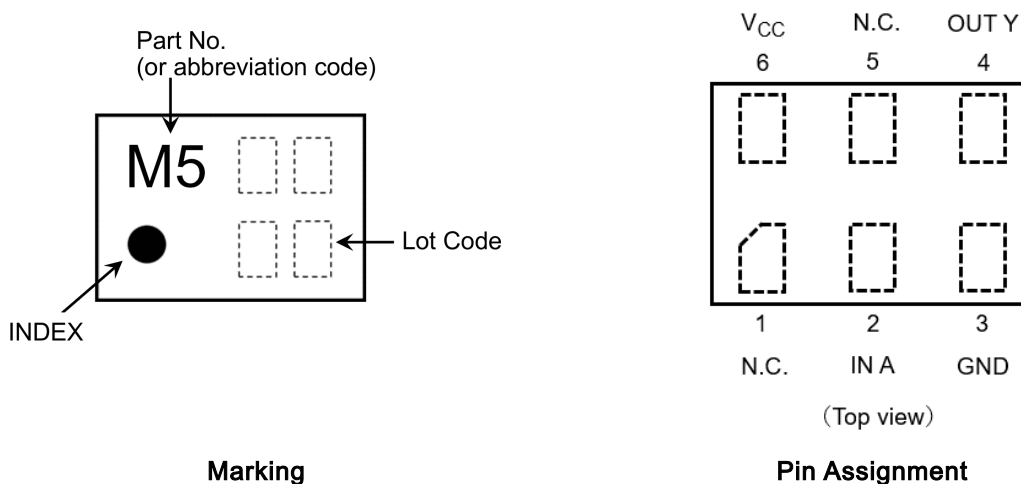 Part No.
(or abbreviation code)
M5
Lot Code
INDEX
Marking
VCC N.C. OUT Y
6 5 4
1 2 3
N.C. IN A GND
(Top view)
Pin Assignment